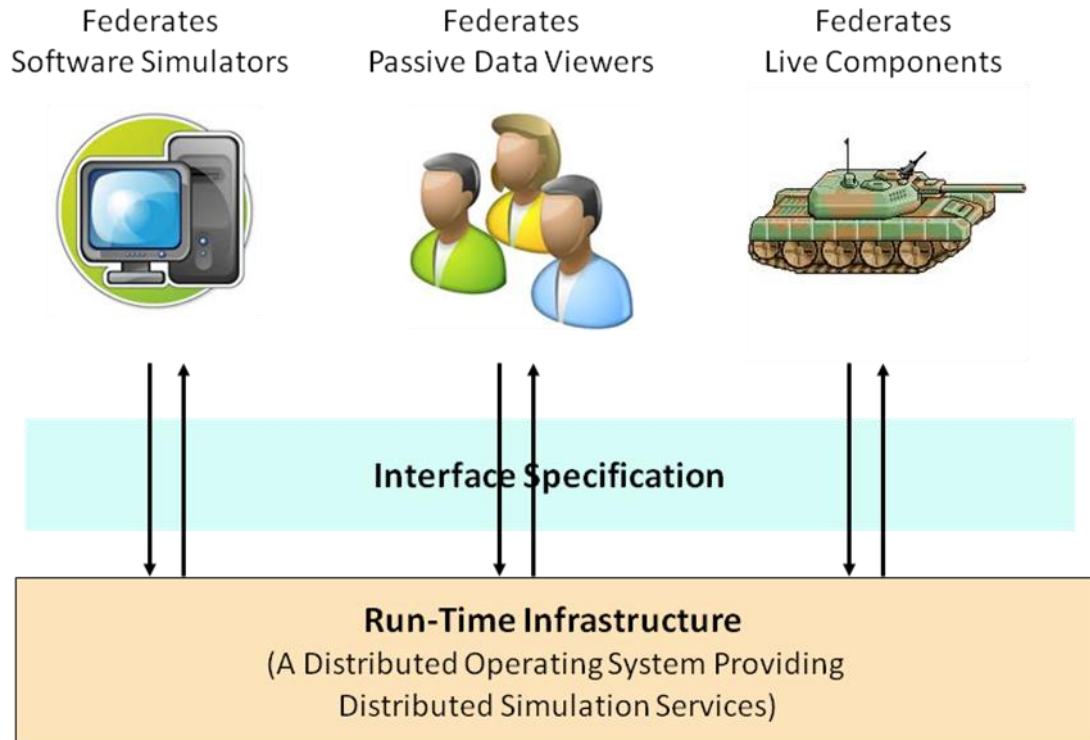 Federates
Software Simulators
Federates
Passive Data Viewers
Federates
Live Components
Interface Specification
Run-Time Infrastructure
(A Distributed Operating System Providing
Distributed Simulation Services)